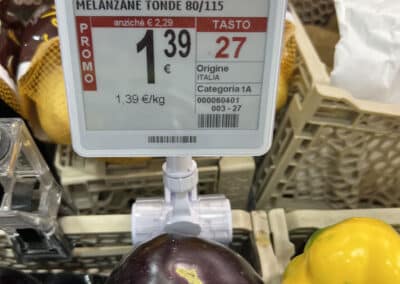 MELANZANE TONDE 80/115
PROMO
anziché € 2,29
1 39
€
1,39 €/kg
TASTO
27
Origine
ITALIA
Categoria 1A
000060401
003 - 27